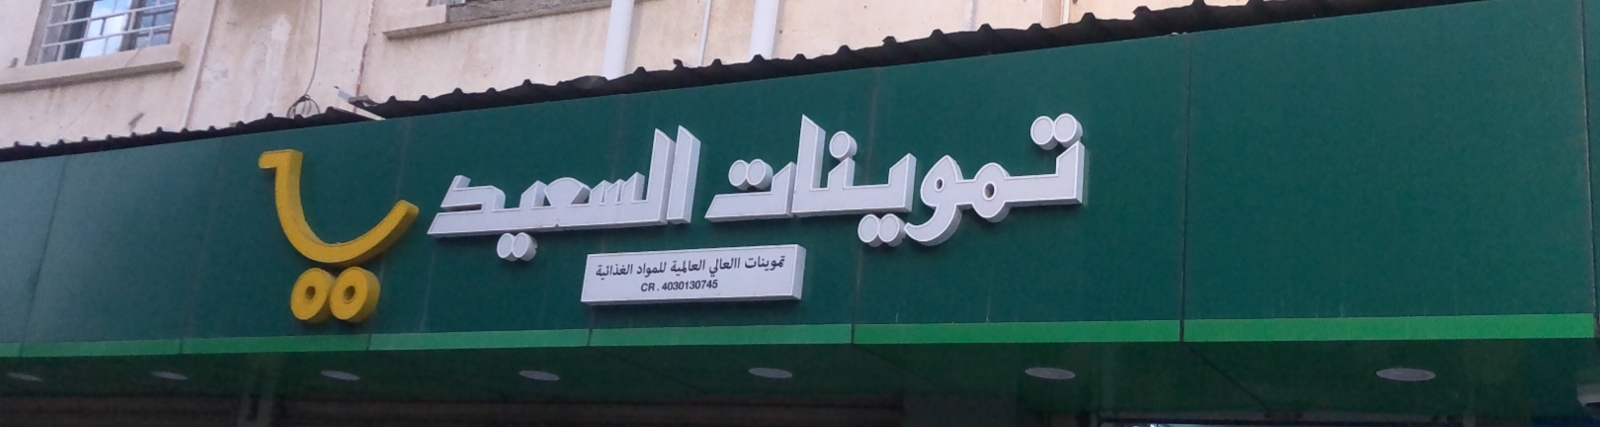 تموينات السعيد
تموينات االعالي العالمية للمواد الغذائية
CR . 4030130745